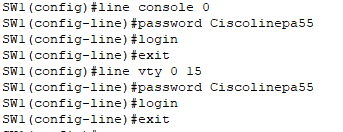 SW1(config)#line console 0
SW1(config-line)#password Ciscolinepa55
SW1(config-line)#login
SW1(config-line)#exit
SW1(config)#line vty 0 15
SW1(config-line)#password Ciscolinepa55
SW1(config-line)#login
SW1(config-line)#exit